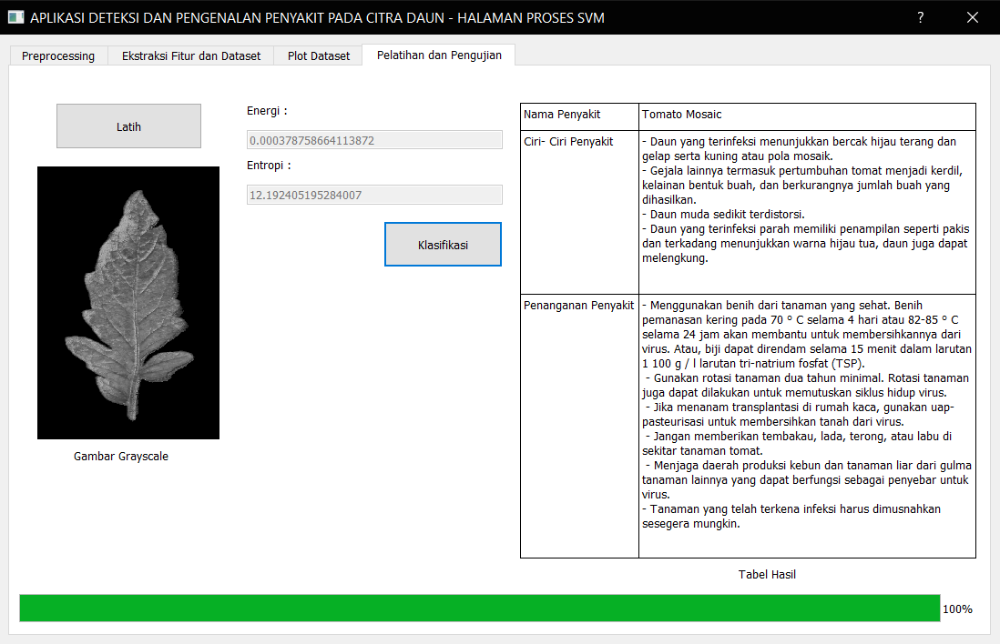 APLIKASI DETEKSI DAN PENGENALAN PENYAKIT PADA CITRA DAUN - HALAMAN PROSES SVM
?
Preprocessing
Ekstraksi Fitur dan Dataset
Plot Dataset
Pelatihan dan Pengujian
Latih
Gambar Grayscale
Energi :
0.000378758664113872
Entropi :
12.192405195284007
Klasifikasi
Nama Penyakit
Tomato Mosaic
Ciri- Ciri Penyakit
- Daun yang terinfeksi menunjukkan bercak hijau terang dan
gelap serta kuning atau pola mosaik.
- Gejala lainnya termasuk pertumbuhan tomat menjadi kerdil,
kelainan bentuk buah, dan berkurangnya jumlah buah yang
dihasilkan.
- Daun muda sedikit terdistorsi.
- Daun yang terinfeksi parah memiliki penampilan seperti pakis
dan terkadang menunjukkan warna hijau tua, daun juga dapat
melengkung.
Penanganan Penyakit
- Menggunakan benih dari tanaman yang sehat. Benih
pemanasan kering pada 70 º C selama 4 hari atau 82-85 º C
selama 24 jam akan membantu untuk membersihkannya dari
virus. Atau, biji dapat direndam selama 15 menit dalam larutan
1 100 g / l larutan tri-natrium fosfat (TSP).
- Gunakan rotasi tanaman dua tahun minimal. Rotasi tanaman
juga dapat dilakukan untuk memutuskan siklus hidup virus.
- Jika menanam transplantasi di rumah kaca, gunakan uap-
pasteurisasi untuk membersihkan tanah dari virus.
- Jangan memberikan tembakau, lada, terong, atau labu di
sekitar tanaman tomat.
- Menjaga daerah produksi kebun dan tanaman liar dari gulma
tanaman lainnya yang dapat berfungsi sebagai penyebar untuk
virus.
- Tanaman yang telah terkena infeksi harus dimusnahkan
sesegera mungkin.
Tabel Hasil
100%